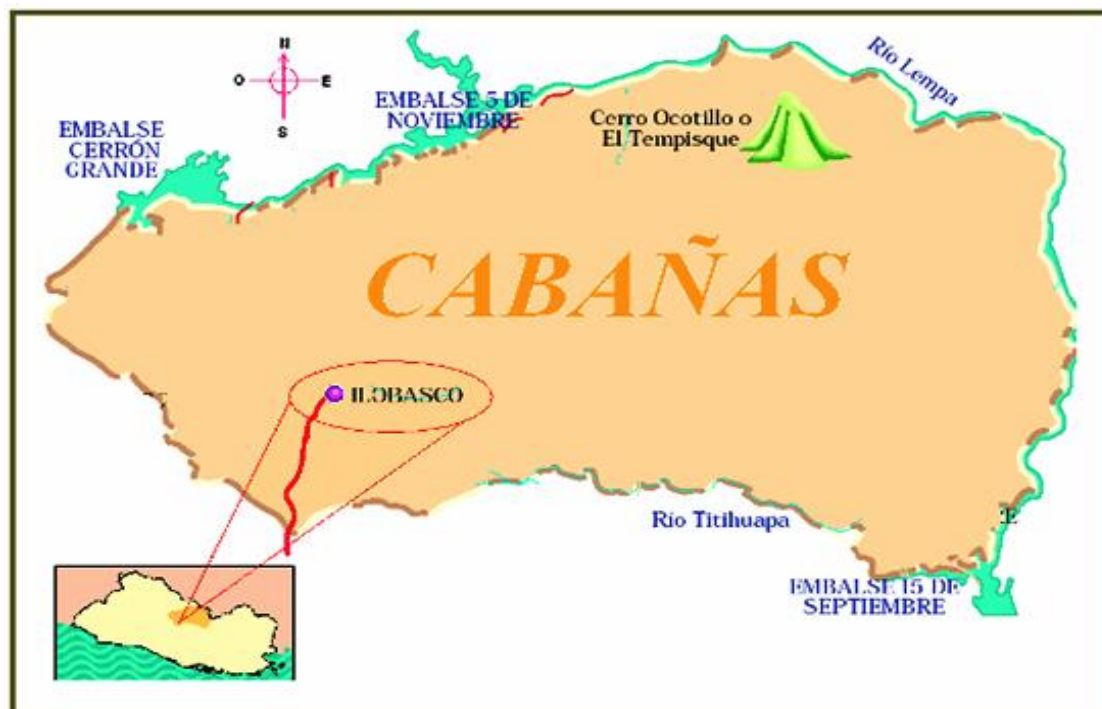 N
O
E
S
EMBALSE 5 DE
NOVIEMBRE
EMBALSE
CERRÓN
GRANDE
Río Lempa
Cerro Ocotillo o
El Tempisque
CABAÑAS
ILOBASCO
Río Titihuapa
E
EMBALSE 15 DE
SEPTIEMBRE